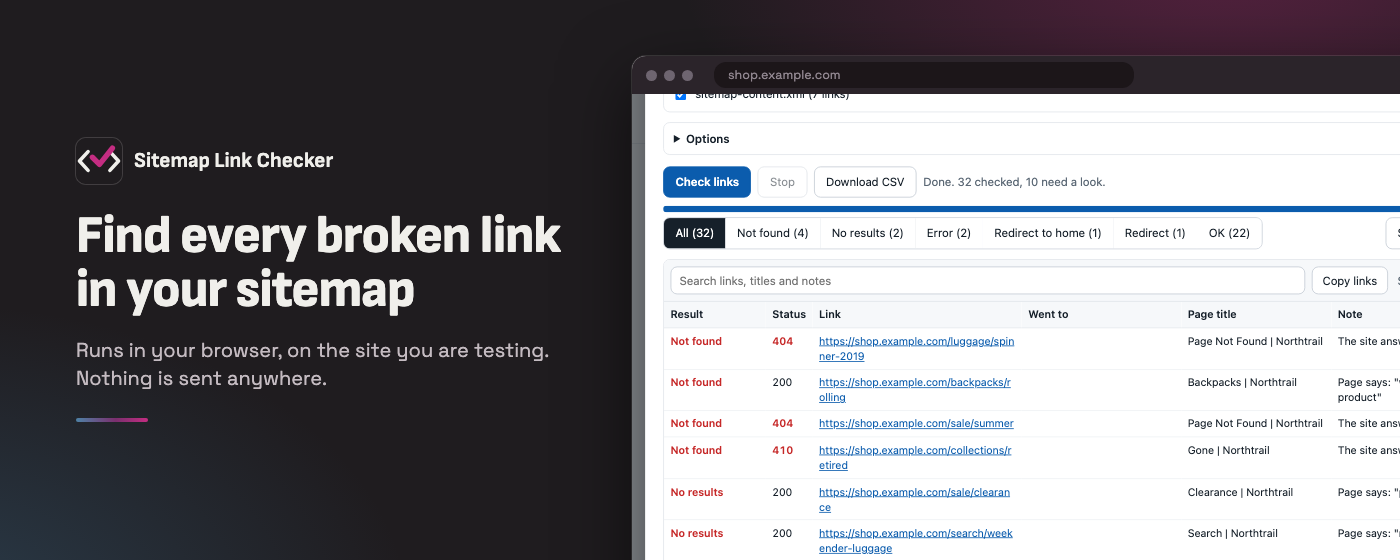 Sitemap Link Checker
Find every broken link
in your sitemap
Runs in your browser, on the site you are testing.
Nothing is sent anywhere.
shop.example.com
sitemap-content.xml (7 links)
Options
Check links
Stop
Download CSV
Done. 32 checked, 10 need a look.
All (32)
Not found (4)
No results (2)
Error (2)
Redirect to home (1)
Redirect (1)
OK (22)
Search links, titles and notes
Copy links
Result Status Link Went to Page title Note
Not found 404 https://shop.example.com/luggage/spin Page Not Found | Northtrail The site
ner-2019
Not found 200 https://shop.example.com/backpacks/r Backpacks | Northtrail Page says: "
olling product"
Not found 404 https://shop.example.com/sale/summer Page Not Found | Northtrail The site
Not found 410 https://shop.example.com/collections/r Gone | Northtrail The site
etired
No results 200 https://shop.example.com/sale/clearan Clearance | Northtrail Page says: "
ce
No results 200 https://shop.example.com/search/week Search | Northtrail Page says: "
ender-luggage